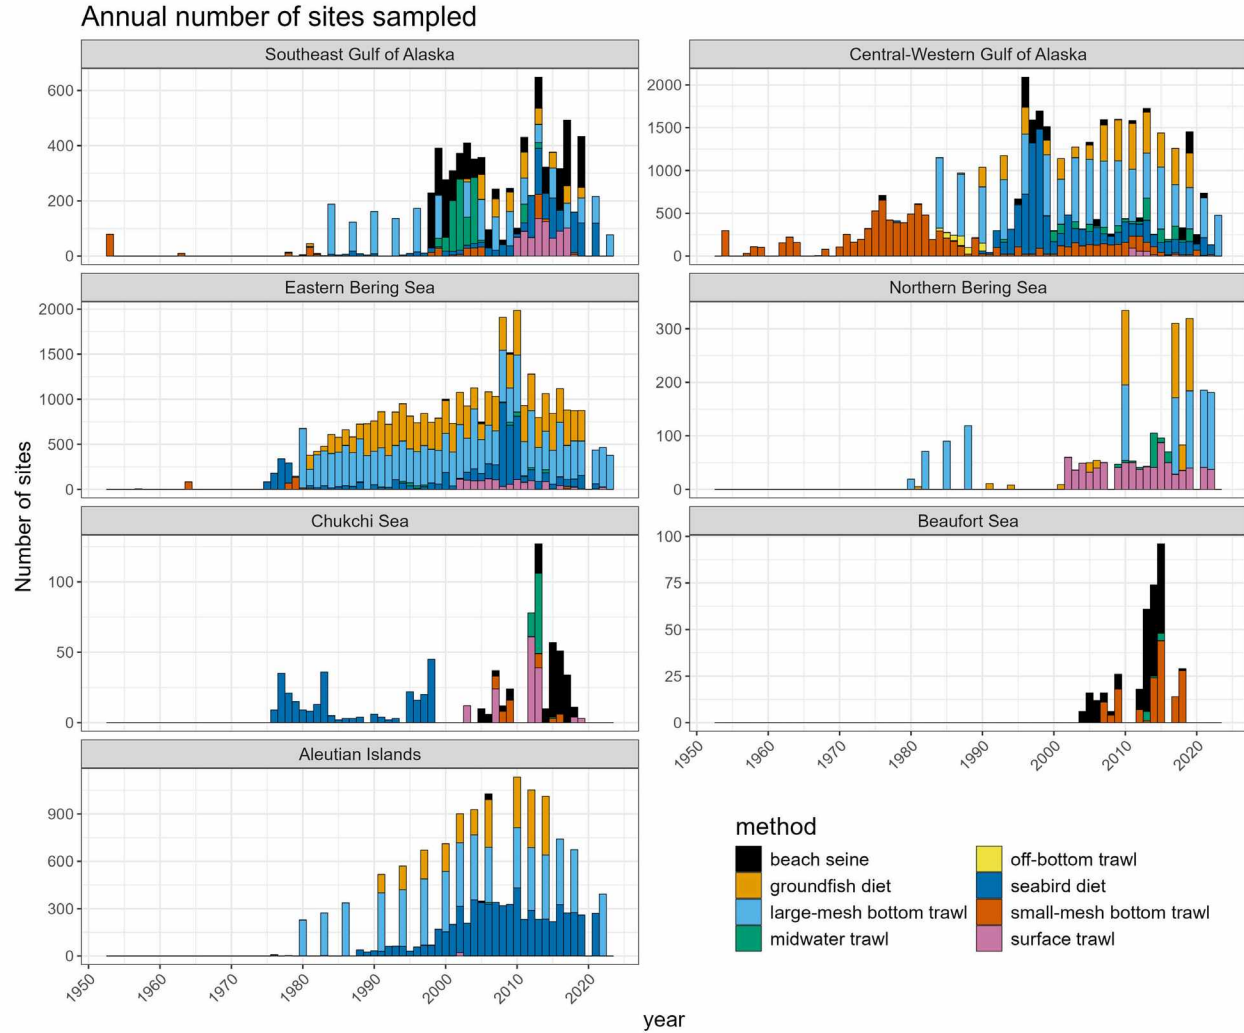 Annual number of sites sampled
Southeast Gulf of Alaska
Central-Western Gulf of Alaska
600
400
200
0
2000
1500
1000
500
0
Eastern Bering Sea
Northern Bering Sea
2000
1500
1000
500
0
300
200
100
0
Number of sites
Chukchi Sea
Beaufort Sea
100
50
0
100
75
50
25
0
1950 1960 1970 1980 1990 2000 2010 2020
Aleutian Islands
900
600
300
0
1950 1960 1970 1980 1990 2000 2010 2020
year
method
beach seine
groundfish diet
large-mesh bottom trawl
midwater trawl
off-bottom trawl
seabird diet
small-mesh bottom trawl
surface trawl